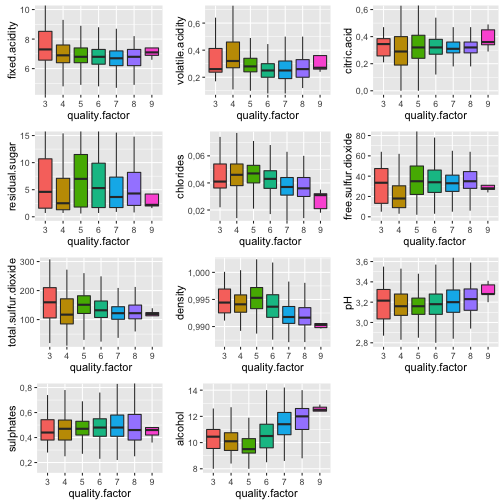 fixed.acidity
10
8
6
3 4 5 6 7 8 9
quality.factor
volatile.acidity
0.6
0.4
0.2
3 4 5 6 7 8 9
quality.factor
citric.acid
0.6
0.4
0.2
0.0
3 4 5 6 7 8 9
quality.factor
residual.sugar
15
10
5
0
3 4 5 6 7 8 9
quality.factor
chlorides
0.06
0.04
0.02
3 4 5 6 7 8 9
quality.factor
free.sulfur.dioxide
80
60
40
20
0
3 4 5 6 7 8 9
quality.factor
total.sulfur.dioxide
300
200
100
3 4 5 6 7 8 9
quality.factor
density
1.000
0.995
0.990
3 4 5 6 7 8 9
quality.factor
pH
3.6
3.4
3.2
3.0
2.8
3 4 5 6 7 8 9
quality.factor
sulphates
0.8
0.6
0.4
0.2
3 4 5 6 7 8 9
quality.factor
alcohol
14
12
10
8
3 4 5 6 7 8 9
quality.factor